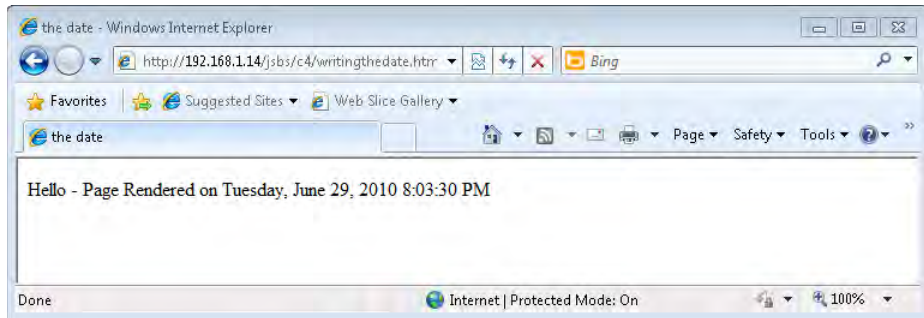 the date - Windows Internet Explorer
http://192.168.1.14/jsbs/c4/writingthedate.htm
Bing
Favorites Suggested Sites Web Slice Gallery
the date Page Safety Tools
Hello - Page Rendered on Tuesday, June 29, 2010 8:03:30 PM
Done Internet | Protected Mode: On 100%